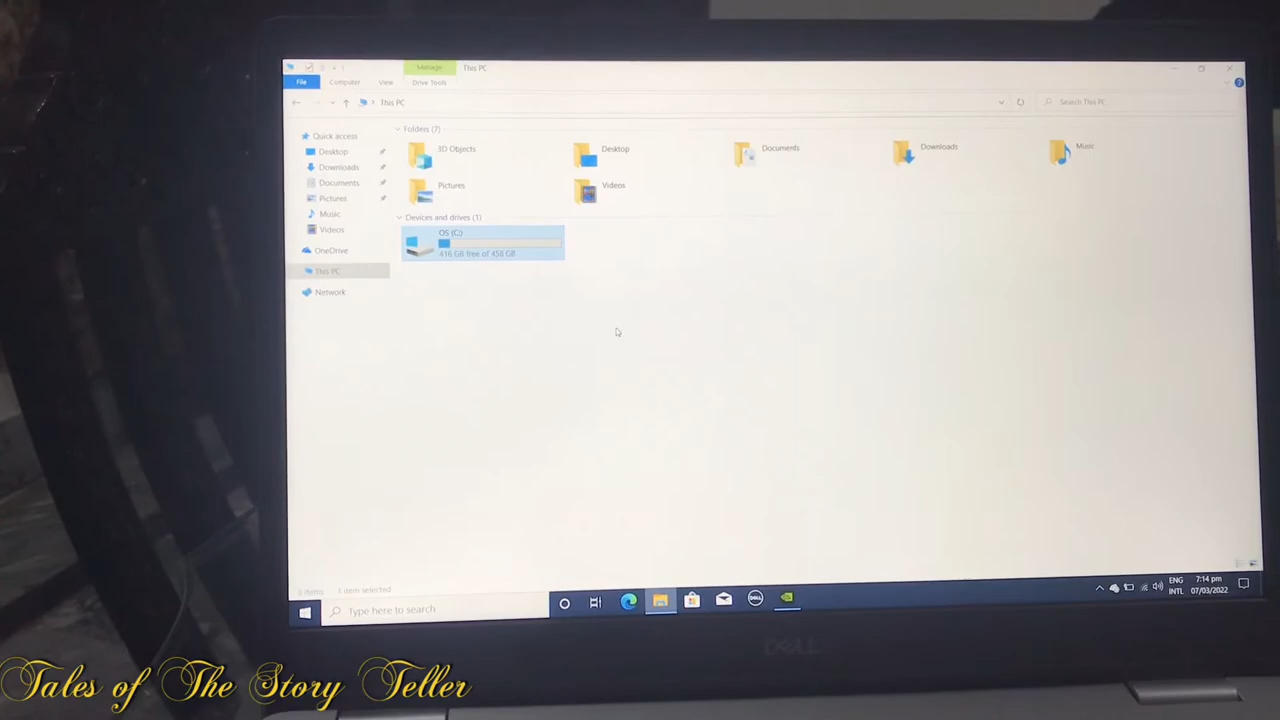 Manage This PC
File Computer View Drive Tools
This PC Search This PC
Quick access
Desktop
Downloads
Documents
Pictures
Music
Videos
OneDrive
This PC
Network
Folders (7)
3D Objects Desktop Documents Downloads Music
Pictures Videos
Devices and drives (1)
OS (C:)
416 GB free of 458 GB
8 items 1 item selected
Type here to search
DELL
ENG 7:14 pm
INTL 07/03/2022
DELL
Tales of The Story Teller